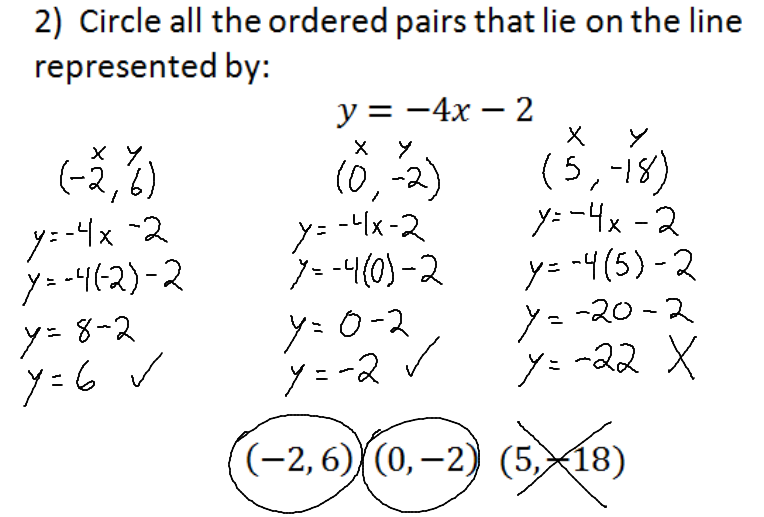 2) Circle all the ordered pairs that lie on the line
represented by:
y = −4x − 2
x y
(-2, 6)
y=-4x-2
y=-4(-2)-2
y=8-2
y=6 ✓
x y
(0, -2)
y=-4x-2
y=-4(0)-2
y=0-2
y=-2 ✓
x y
(5, -18)
y=-4x-2
y=-4(5)-2
y=-20-2
y=-22 X
(−2, 6) (0, −2) (5, −18)